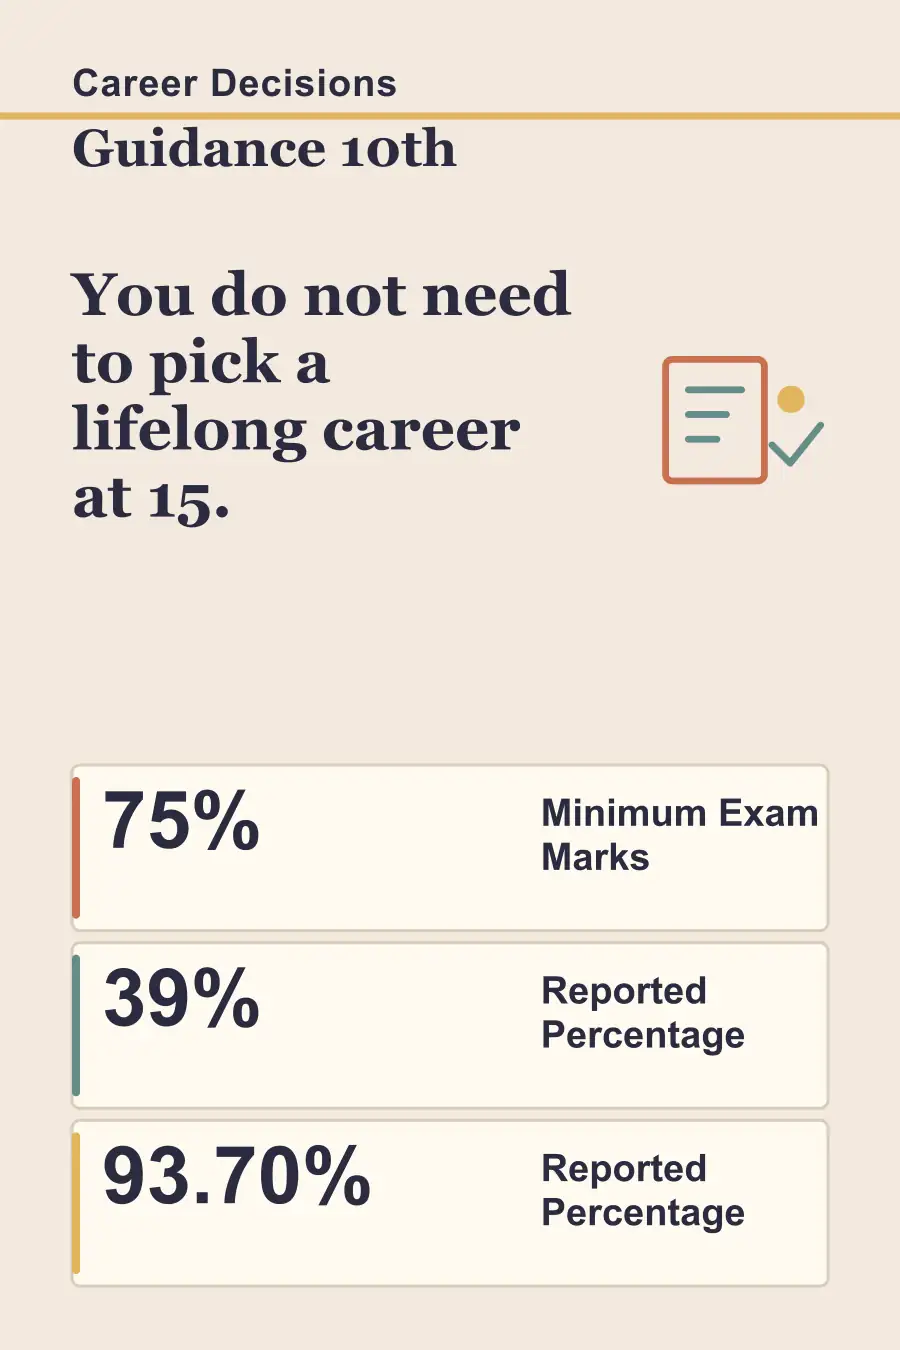 Career Decisions
Guidance 10th
You do not need
to pick a
lifelong career
at 15.
75%
Minimum Exam
Marks
39%
Reported
Percentage
93.70%
Reported
Percentage